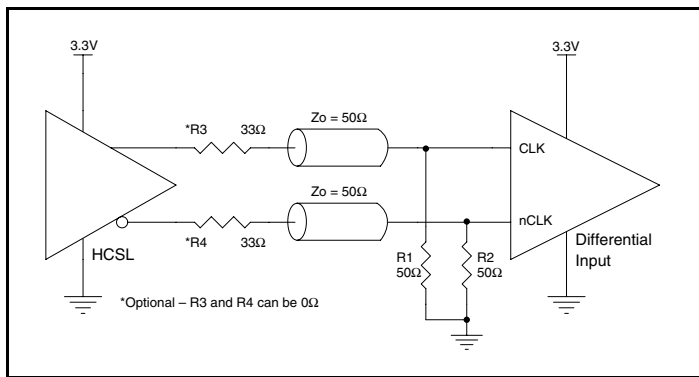 3.3V
3.3V
*R3 33Ω
Zo = 50Ω
CLK
Zo = 50Ω
nCLK
*R4 33Ω
HCSL
R1
50Ω
R2
50Ω
Differential
Input
*Optional – R3 and R4 can be 0Ω